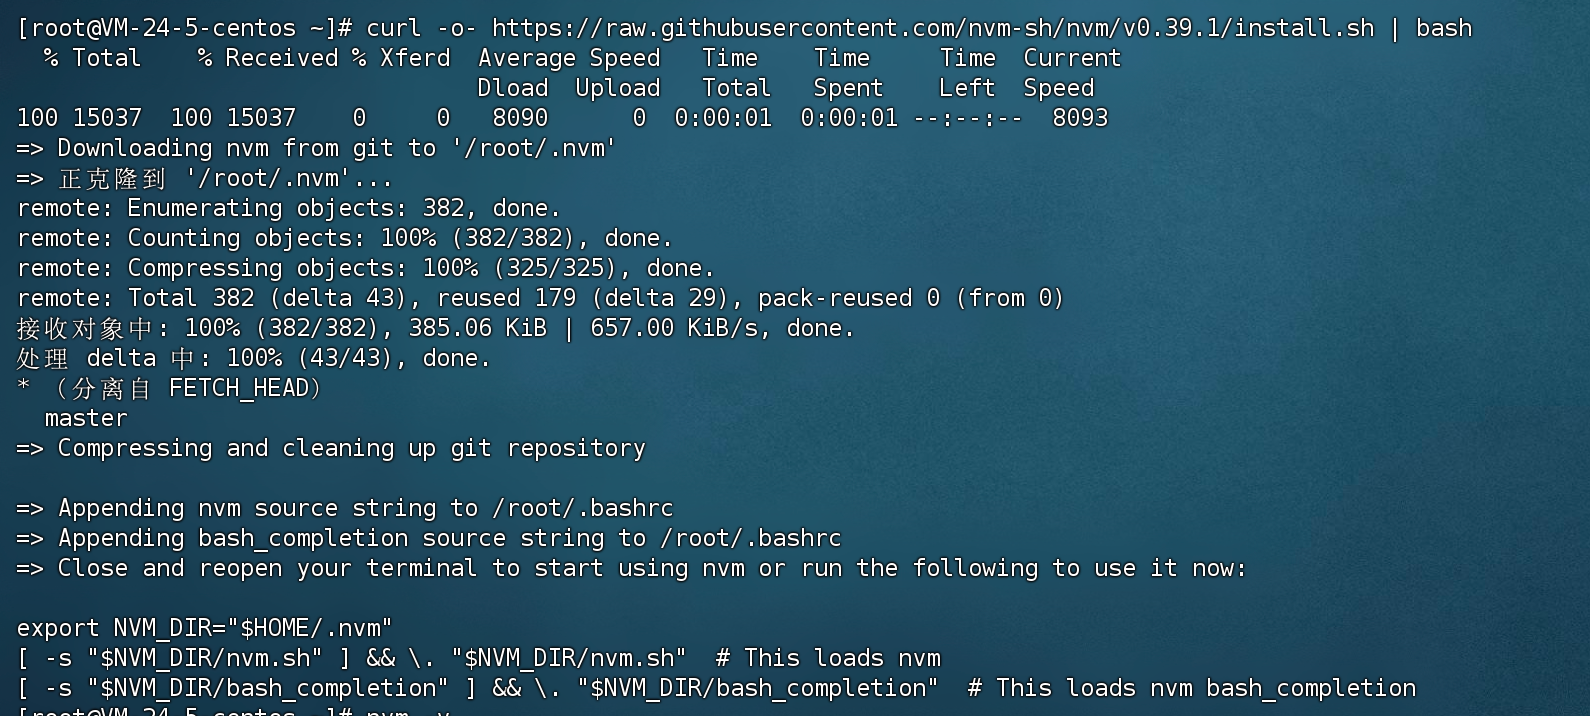 [root@VM-24-5-centos ~]# curl -o- https://raw.githubusercontent.com/nvm-sh/nvm/v0.39.1/install.sh | bash
  % Total    % Received % Xferd  Average Speed   Time    Time     Time  Current
                                 Dload  Upload   Total   Spent    Left  Speed
100 15037  100 15037    0     0   8090      0  0:00:01  0:00:01 --:--:--  8093
=> Downloading nvm from git to '/root/.nvm'
=> 正克隆到 '/root/.nvm'...
remote: Enumerating objects: 382, done.
remote: Counting objects: 100% (382/382), done.
remote: Compressing objects: 100% (325/325), done.
remote: Total 382 (delta 43), reused 179 (delta 29), pack-reused 0 (from 0)
接收对象中: 100% (382/382), 385.06 KiB | 657.00 KiB/s, done.
处理 delta 中: 100% (43/43), done.
* （分离自 FETCH_HEAD）
  master
=> Compressing and cleaning up git repository

=> Appending nvm source string to /root/.bashrc
=> Appending bash_completion source string to /root/.bashrc
=> Close and reopen your terminal to start using nvm or run the following to use it now:

export NVM_DIR="$HOME/.nvm"
[ -s "$NVM_DIR/nvm.sh" ] && \. "$NVM_DIR/nvm.sh"  # This loads nvm
[ -s "$NVM_DIR/bash_completion" ] && \. "$NVM_DIR/bash_completion"  # This loads nvm bash_completion
[root@VM-24-5-centos ~]# nvm -v